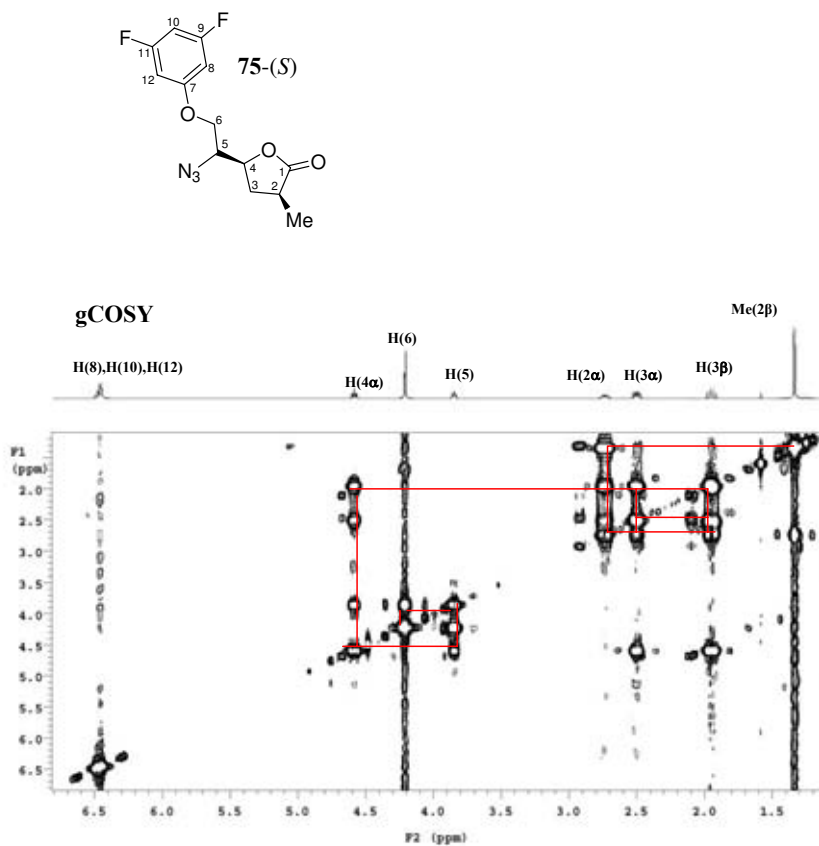 F F
10
11 9
75-(S)
12 8
7
O
6
5
O
O
N3
4 1
3 2
Me
gCOSY
Me(2β)
H(6)
H(8),H(10),H(12)
H(4α) H(5) H(2α) H(3α) H(3β)
F1
(ppm)
2.0
2.5
3.0
3.5
4.0
4.5
5.0
5.5
6.0
6.5
6.5 6.0 5.5 5.0 4.5 4.0 3.5 3.0 2.5 2.0 1.5
F2 (ppm)